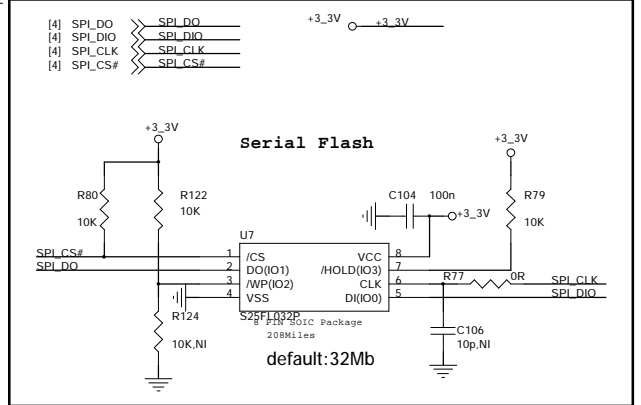 [4] SPI_DO SPI_DO
[4] SPI_DIO SPI_DIO
[4] SPI_CLK SPI_CLK
[4] SPI_CS# SPI_CS#
+3_3V +3_3V
Serial Flash
+3_3V
+3_3V
R80
10K
R122
10K
C104 100n
+3_3V
R79
10K
U7
SPI_CS# 1 /CS VCC 8
SPI_DO 2 DO(IO1) /HOLD(IO3) 7
3 /WP(IO2) CLK 6 R77 0R SPI_CLK
4 VSS DI(IO0) 5 SPI_DIO
S25FL032P
8 PIN SOIC Package
208Miles
R124
10K,NI
C106
10p,NI
default:32Mb